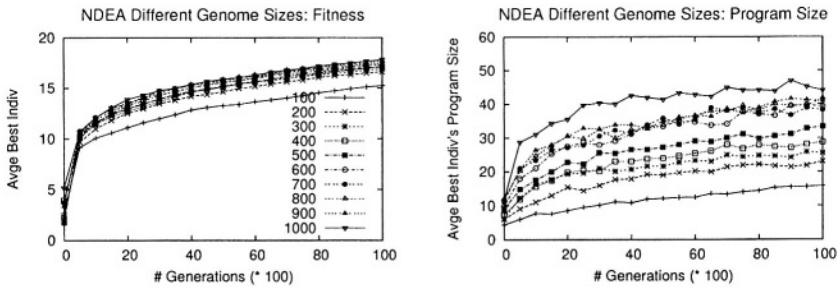 NDEA Different Genome Sizes: Fitness
Avge Best Indiv
20
15
10
5
0
0 20 40 60 80 100
# Generations (* 100)
100
200
300
400
500
600
700
800
900
1000
NDEA Different Genome Sizes: Program Size
Avge Best Indiv's Program Size
60
50
40
30
20
10
0
0 20 40 60 80 100
# Generations (* 100)